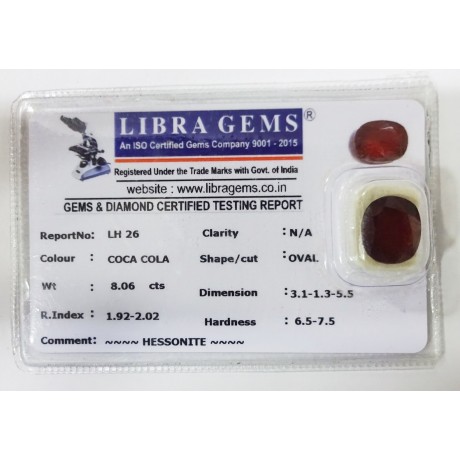 LIBRA GEMS ®
An ISO Certified Gems Company 9001 - 2015
Registered Under the Trade Marks with Govt. of India
website : www.libragems.co.in
GEMS & DIAMOND CERTIFIED TESTING REPORT
ReportNo: LH 26 Clarity : N/A
Colour : COCA COLA Shape/cut : OVAL
Wt : 8.06 cts Dimension : 3.1-1.3-5.5
R.Index : 1.92-2.02 Hardness : 6.5-7.5
Comment: ~~~~ HESSONITE ~~~~